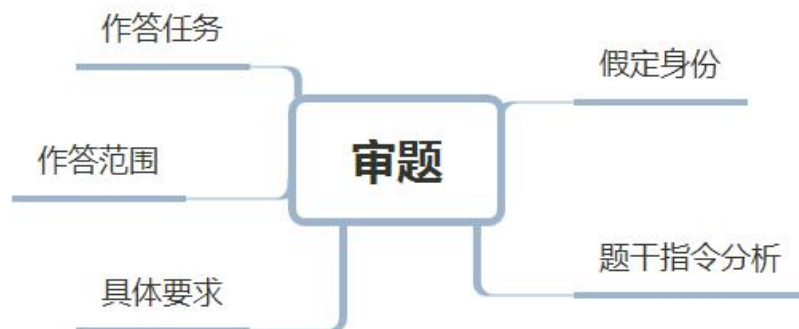 作答任务
假定身份
作答范围
审题
具体要求
题干指令分析